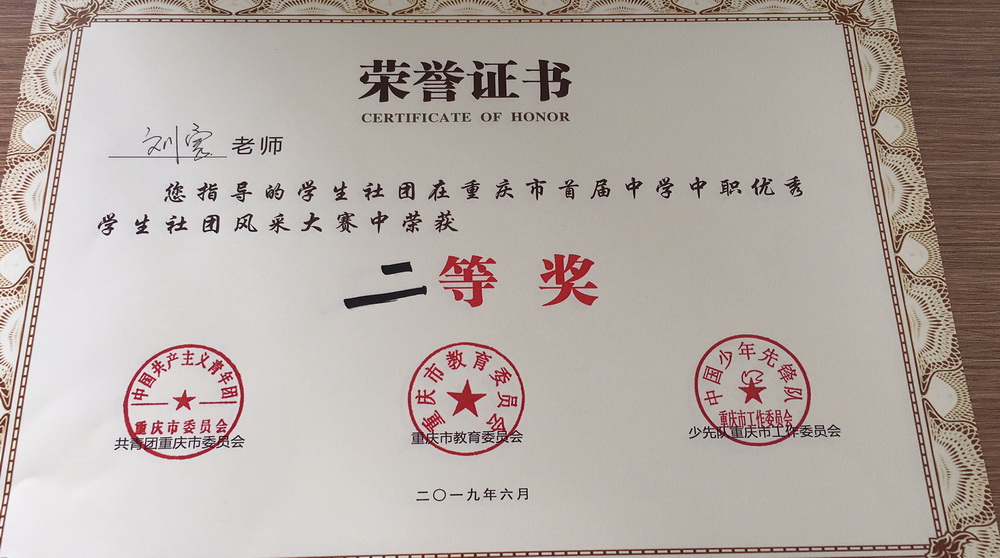 荣誉证书
CERTIFICATE OF HONOR
刘 老师
您指导的学生社团在重庆市首届中学中职优秀
学生社团风采大赛中荣获
二等奖
中国共产主义青年团
重庆市委员会
共青团重庆市委员会
重庆市教育委员会
重庆市教育委员会
中国少年先锋队
重庆市工作委员会
少先队重庆市工作委员会
二〇一九年六月